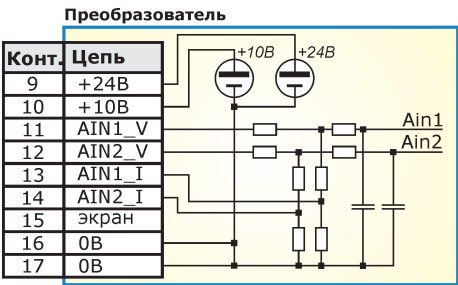 Преобразователь
Конт. Цепь
+10В +24В
9 +24В
10 +10В
11 AIN1_V Ain1
12 AIN2_V Ain2
13 AIN1_I
14 AIN2_I
15 экран
16 0В
17 0В